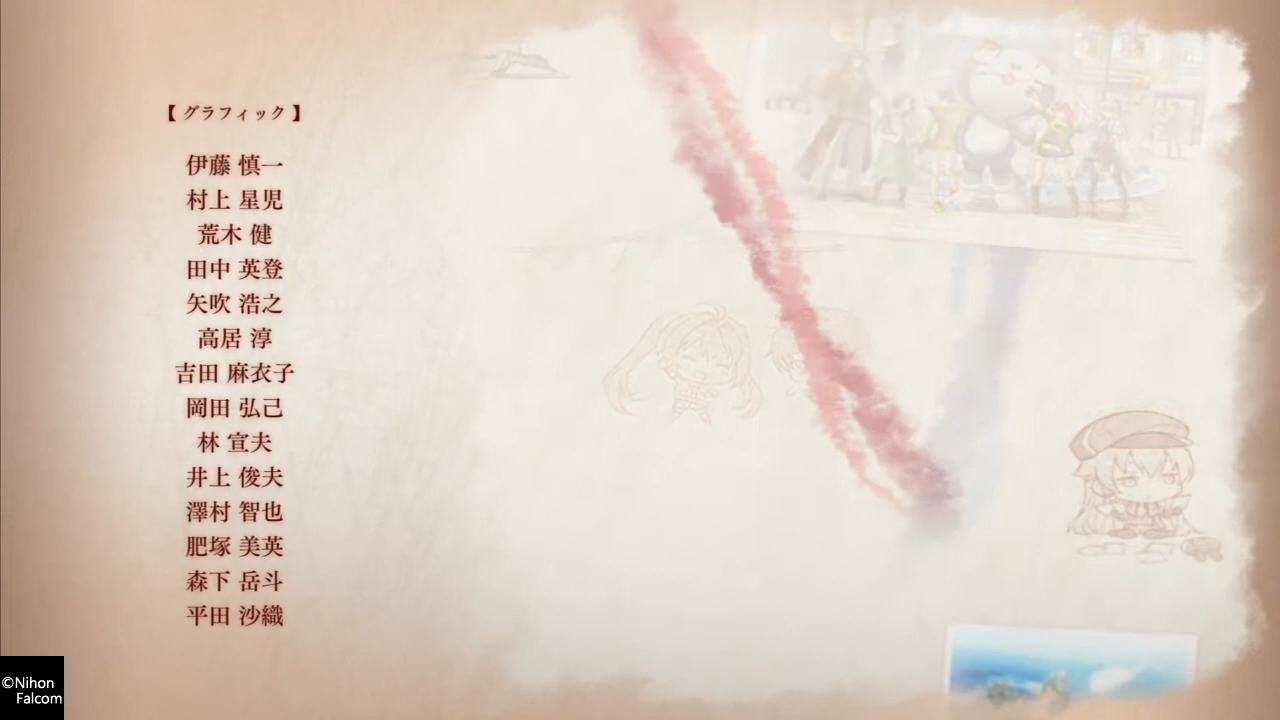 【グラフィック】
伊藤 慎一
村上 星児
荒木 健
田中 英登
矢吹 浩之
高居 淳
吉田 麻衣子
岡田 弘己
林 宣夫
井上 俊夫
澤村 智也
肥塚 美英
森下 岳斗
平田 沙織
©Nihon
Falcom